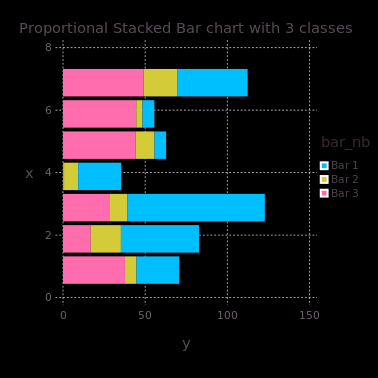 Proportional Stacked Bar chart with 3 classes
8
6
4
2
0
x
0 50 100 150
y
bar_nb
Bar 1
Bar 2
Bar 3